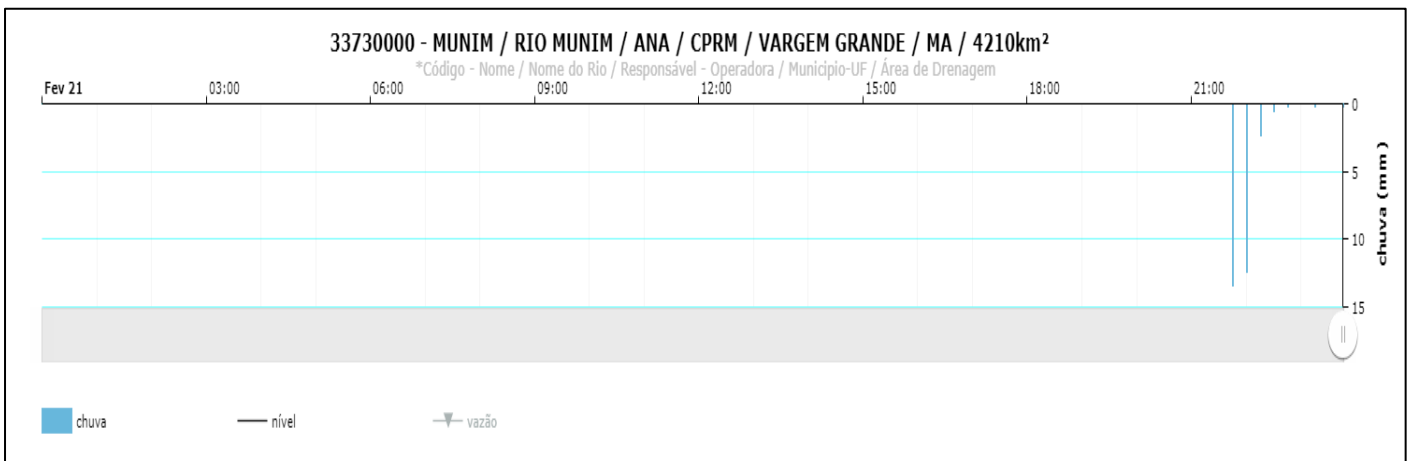 33730000 - MUNIM / RIO MUNIM / ANA / CPRM / VARGEM GRANDE / MA / 4210km²
*Código - Nome / Nome do Rio / Responsável - Operadora / Municipio-UF / Área de Drenagem
Fev 21 03:00 06:00 09:00 12:00 15:00 18:00 21:00
0
5
10
15
chuva (mm)
chuva nível vazão